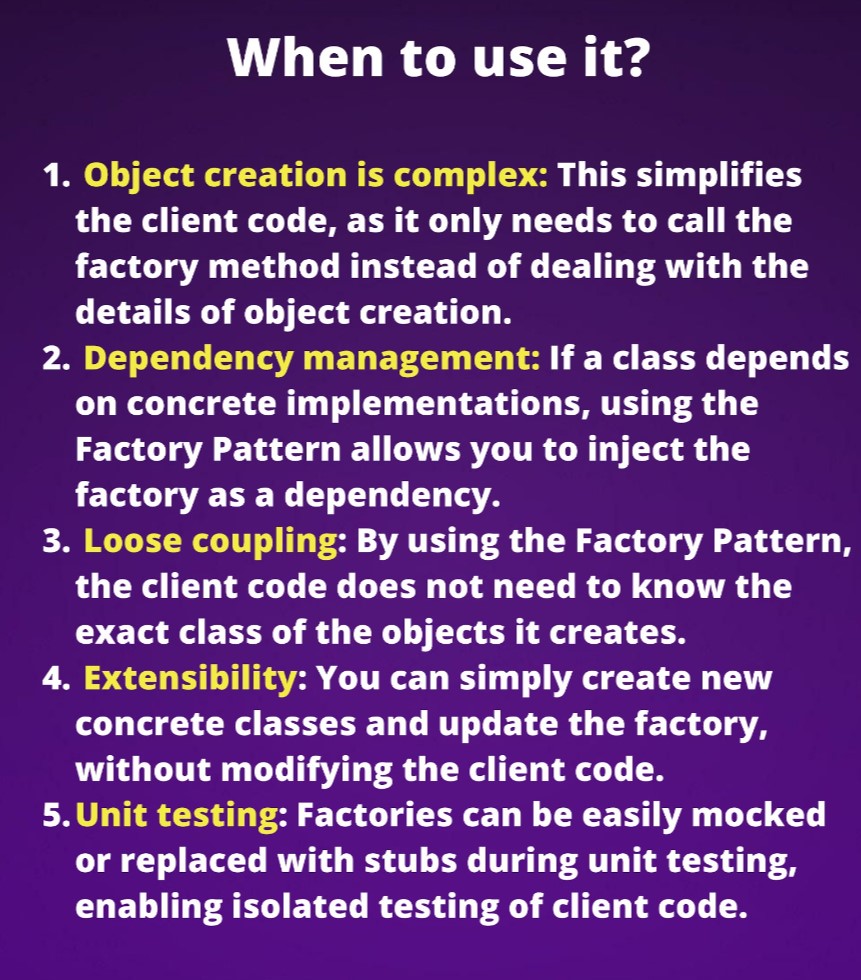 When to use it?
1. Object creation is complex: This simplifies
the client code, as it only needs to call the
factory method instead of dealing with the
details of object creation.
2. Dependency management: If a class depends
on concrete implementations, using the
Factory Pattern allows you to inject the
factory as a dependency.
3. Loose coupling: By using the Factory Pattern,
the client code does not need to know the
exact class of the objects it creates.
4. Extensibility: You can simply create new
concrete classes and update the factory,
without modifying the client code.
5. Unit testing: Factories can be easily mocked
or replaced with stubs during unit testing,
enabling isolated testing of client code.